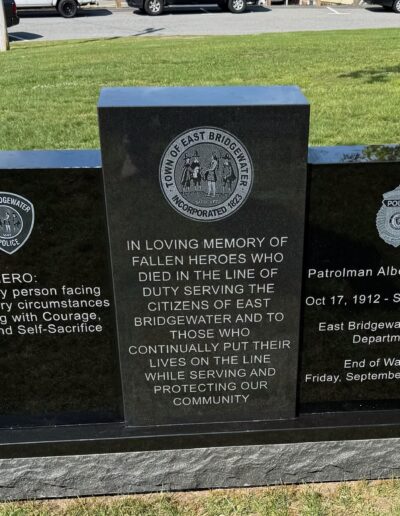 BRIDGEWATER
POLICE
ERO:
y person facing
ry circumstances
g with Courage,
nd Self-Sacrifice
TOWN OF EAST BRIDGEWATER
INCORPORATED 1823
IN LOVING MEMORY OF
FALLEN HEROES WHO
DIED IN THE LINE OF
DUTY SERVING THE
CITIZENS OF EAST
BRIDGEWATER AND TO
THOSE WHO
CONTINUALLY PUT THEIR
LIVES ON THE LINE
WHILE SERVING AND
PROTECTING OUR
COMMUNITY
Patrolman Albe
Oct 17, 1912 - S
East Bridgewa
Departm
End of Wa
Friday, Septembe